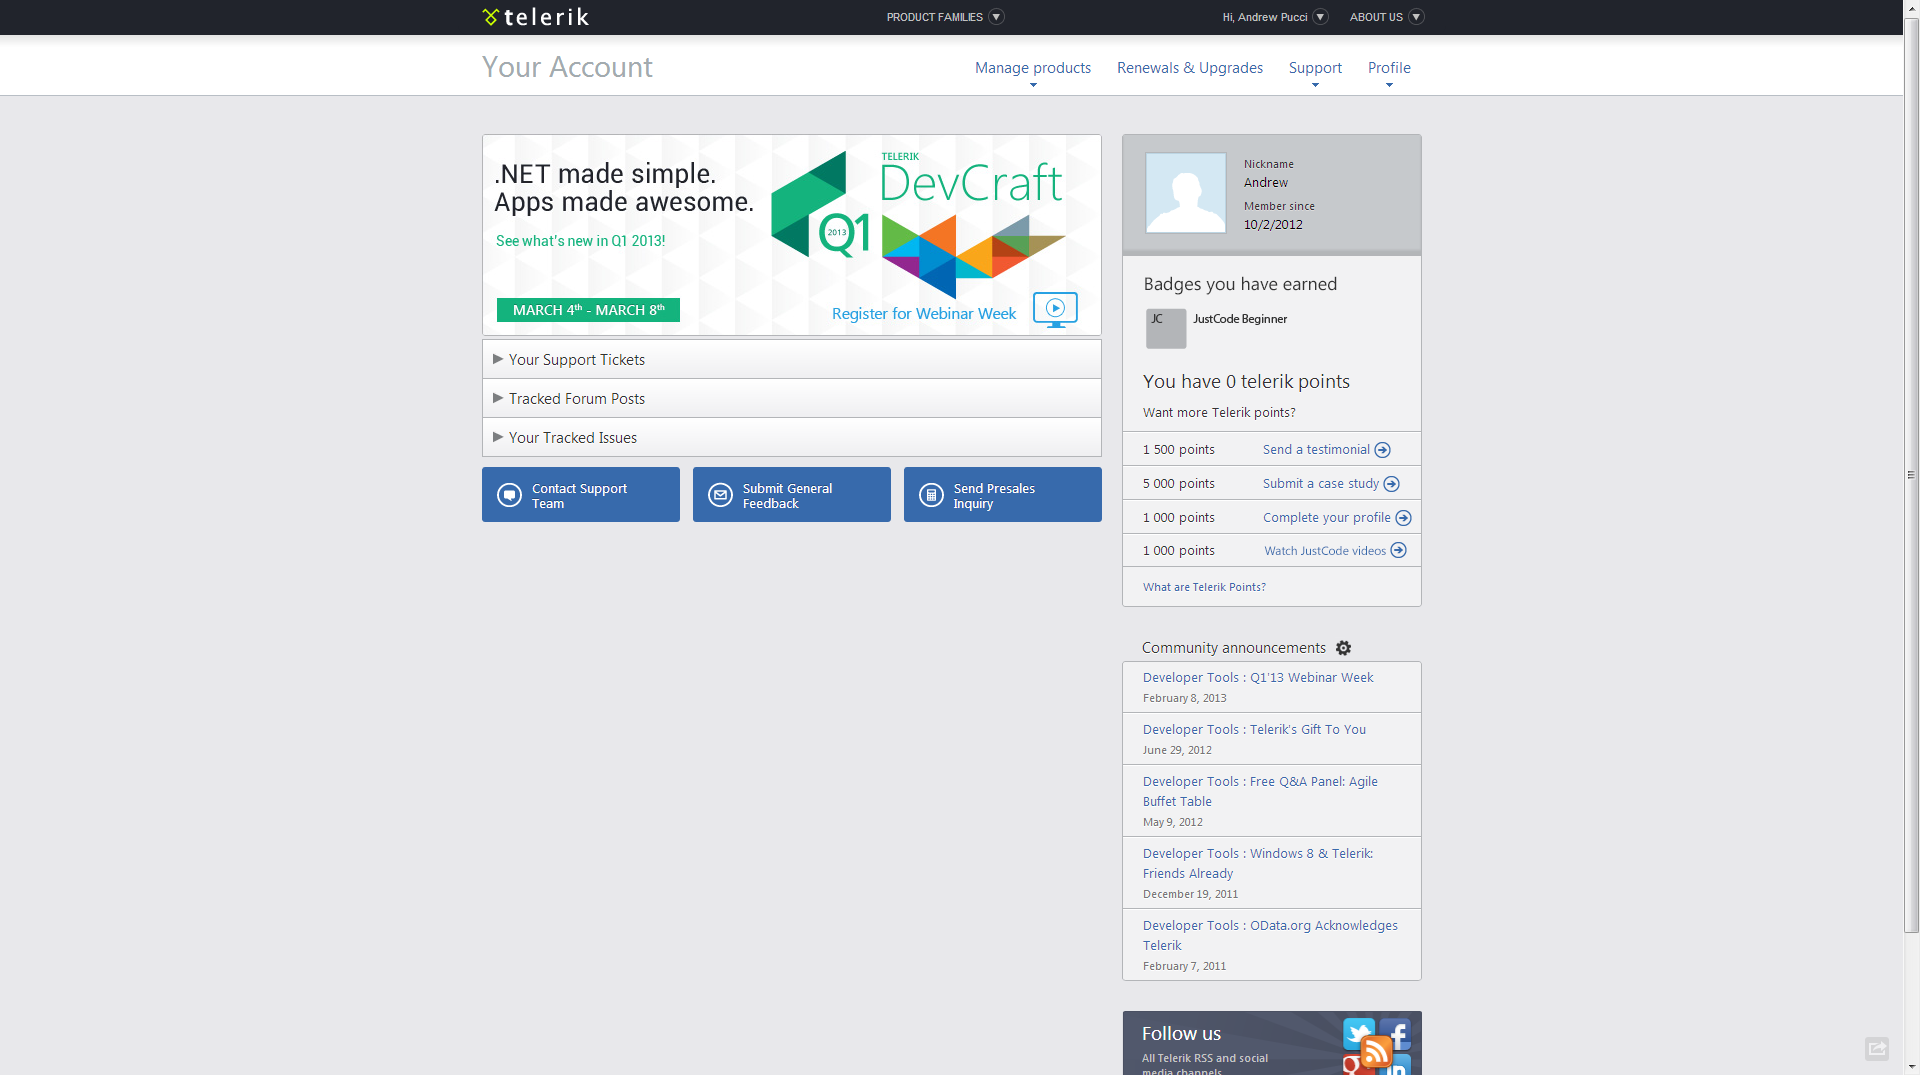 telerik
PRODUCT FAMILIES
Hi, Andrew Pucci
ABOUT US
Your Account
Manage products
Renewals & Upgrades
Support
Profile
.NET made simple.
Apps made awesome.
See what's new in Q1 2013!
MARCH 4th - MARCH 8th
TELERIK
DevCraft
Q1
2013
Register for Webinar Week
Your Support Tickets
Tracked Forum Posts
Your Tracked Issues
Contact Support
Team
Submit General
Feedback
Send Presales
Inquiry
Nickname
Andrew
Member since
10/2/2012
Badges you have earned
JC
JustCode Beginner
You have 0 telerik points
Want more Telerik points?
1 500 points Send a testimonial
5 000 points Submit a case study
1 000 points Complete your profile
1 000 points Watch JustCode videos
What are Telerik Points?
Community announcements
Developer Tools : Q1'13 Webinar Week
February 8, 2013
Developer Tools : Telerik's Gift To You
June 29, 2012
Developer Tools : Free Q&A Panel: Agile
Buffet Table
May 9, 2012
Developer Tools : Windows 8 & Telerik:
Friends Already
December 19, 2011
Developer Tools : OData.org Acknowledges
Telerik
February 7, 2011
Follow us
All Telerik RSS and social
media channels